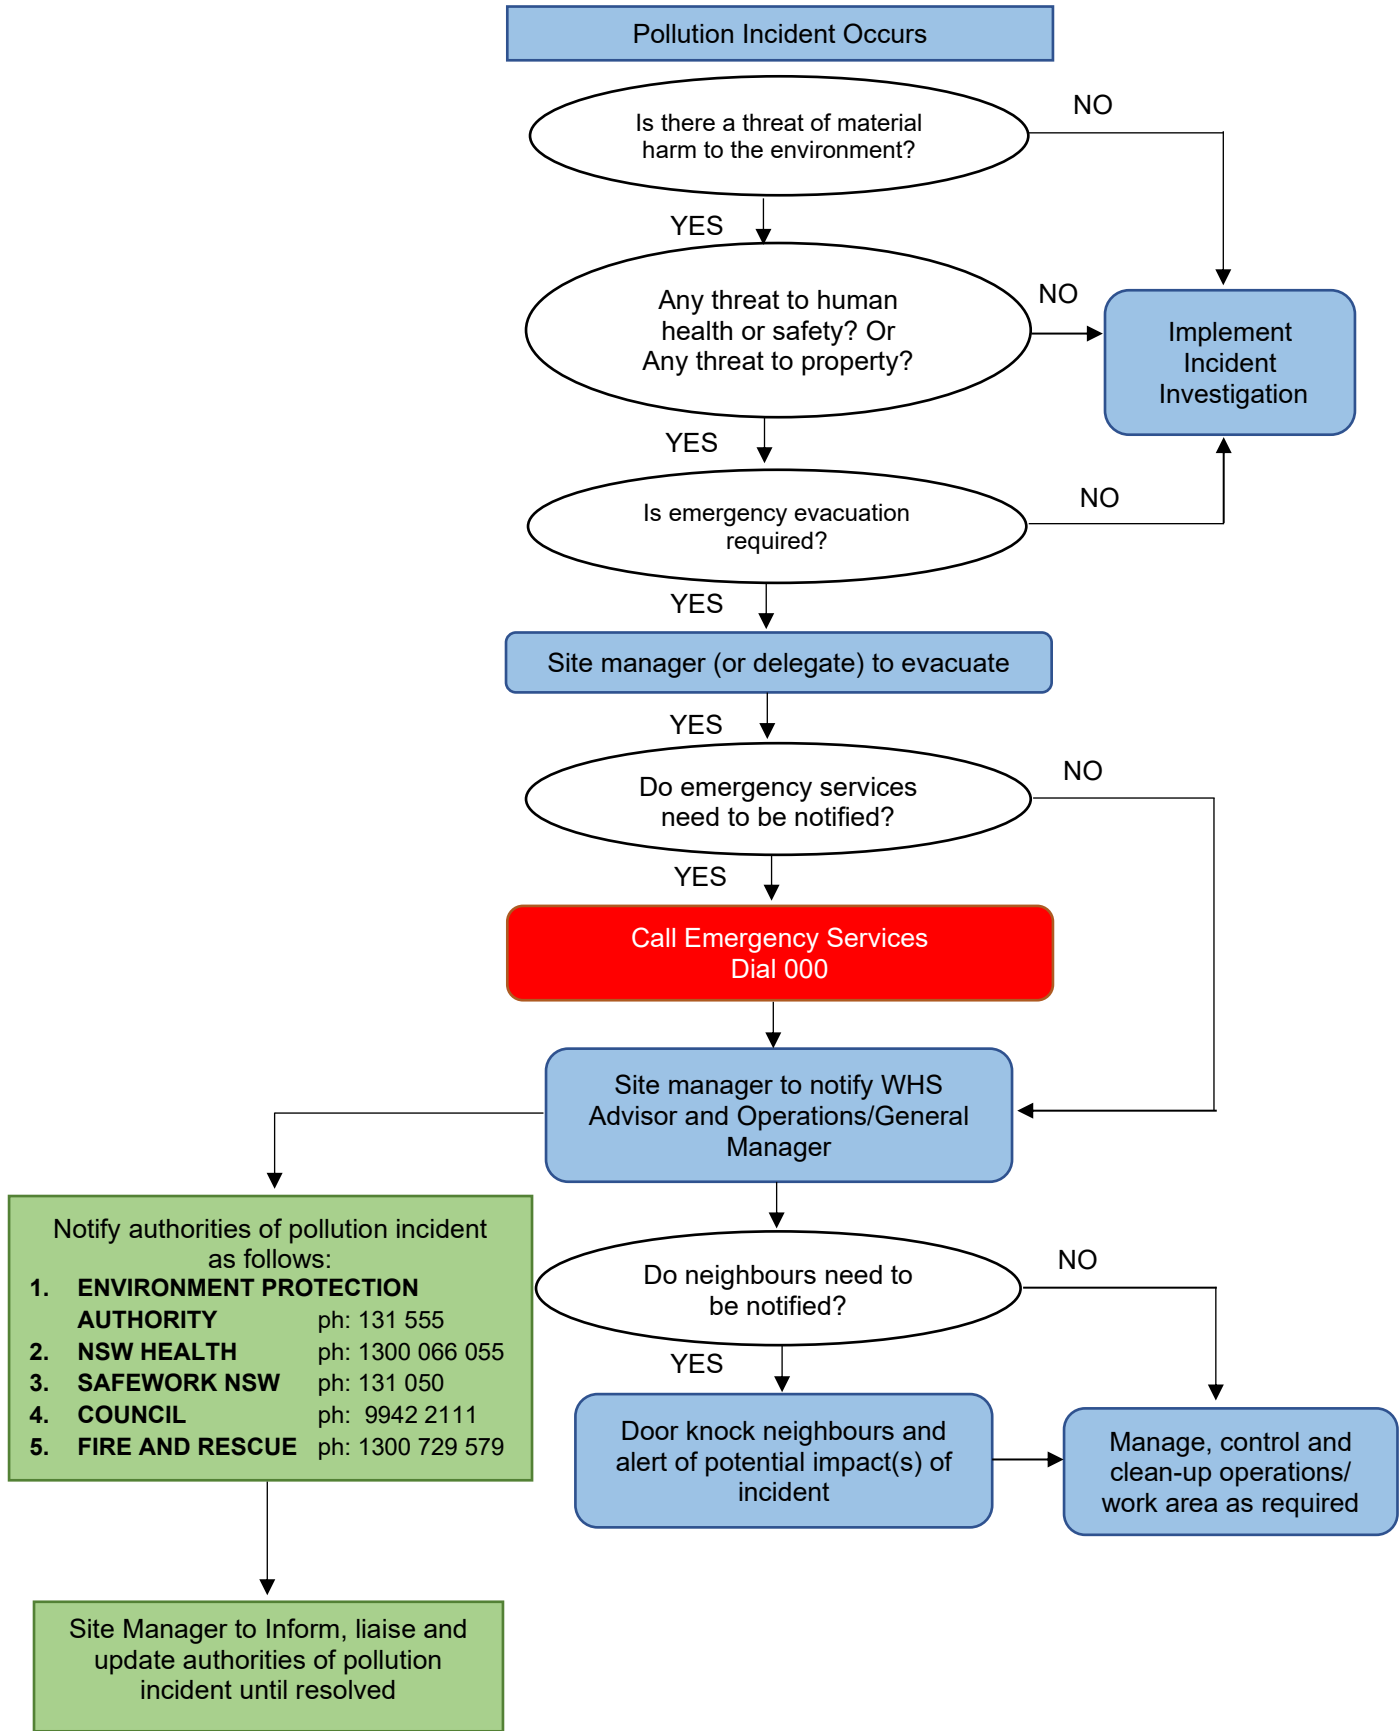 Pollution Incident Occurs
Is there a threat of material
harm to the environment?
NO
YES
Any threat to human
health or safety? Or
Any threat to property?
NO
Implement
Incident
Investigation
YES
Is emergency evacuation
required?
NO
YES
Site manager (or delegate) to evacuate
YES
Do emergency services
need to be notified?
NO
YES
Call Emergency Services
Dial 000
Site manager to notify WHS
Advisor and Operations/General
Manager
Notify authorities of pollution incident
as follows:
1. ENVIRONMENT PROTECTION
AUTHORITY ph: 131 555
2. NSW HEALTH ph: 1300 066 055
3. SAFEWORK NSW ph: 131 050
4. COUNCIL ph: 9942 2111
5. FIRE AND RESCUE ph: 1300 729 579
Do neighbours need to
be notified?
NO
YES
Door knock neighbours and
alert of potential impact(s) of
incident
Manage, control and
clean-up operations/
work area as required
Site Manager to Inform, liaise and
update authorities of pollution
incident until resolved